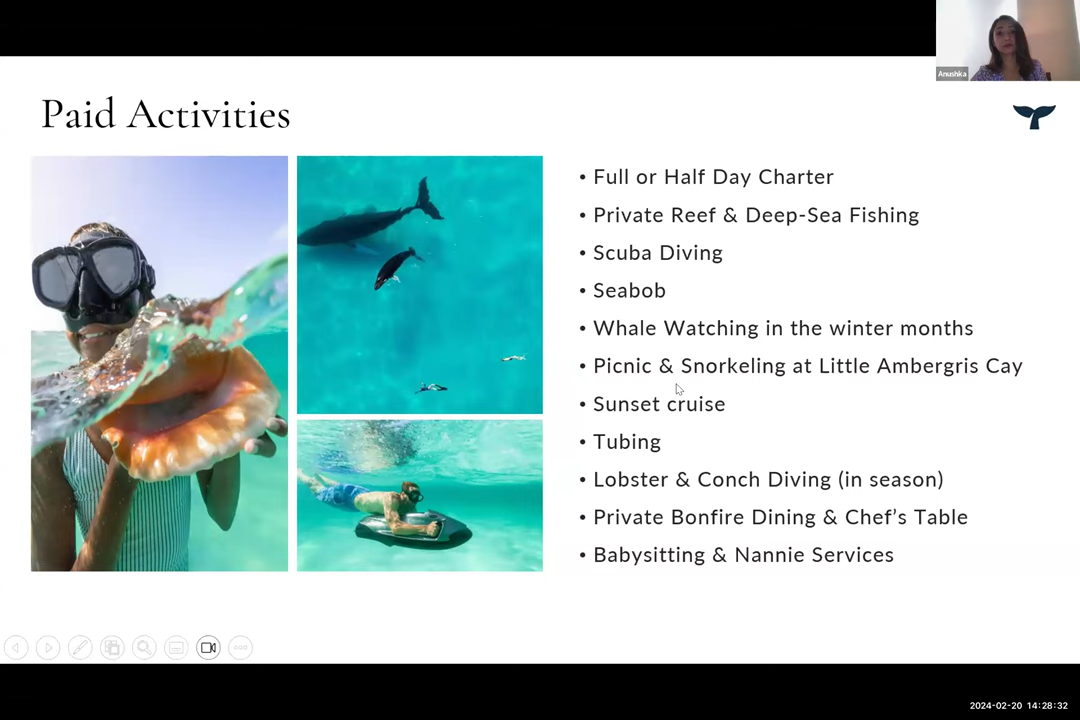 Anushka
Paid Activities
• Full or Half Day Charter
• Private Reef & Deep-Sea Fishing
• Scuba Diving
• Seabob
• Whale Watching in the winter months
• Picnic & Snorkeling at Little Ambergris Cay
• Sunset cruise
• Tubing
• Lobster & Conch Diving (in season)
• Private Bonfire Dining & Chef’s Table
• Babysitting & Nannie Services
2024-02-20 14:28:32